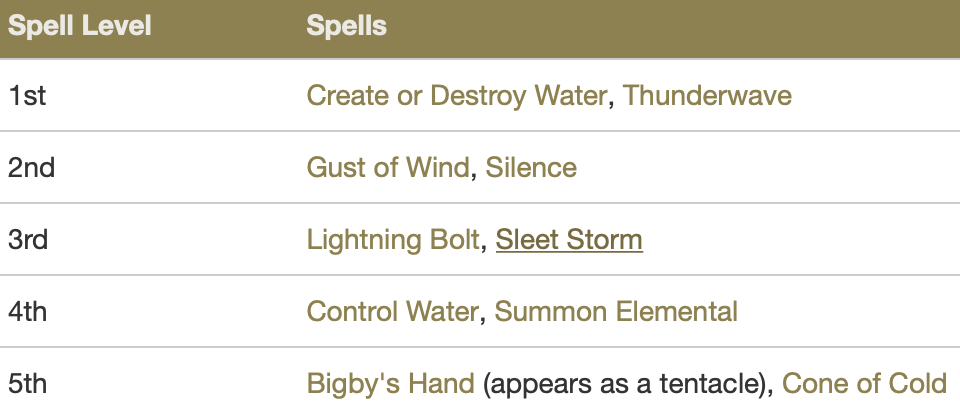 Spell Level Spells
1st Create or Destroy Water, Thunderwave
2nd Gust of Wind, Silence
3rd Lightning Bolt, Sleet Storm
4th Control Water, Summon Elemental
5th Bigby's Hand (appears as a tentacle), Cone of Cold